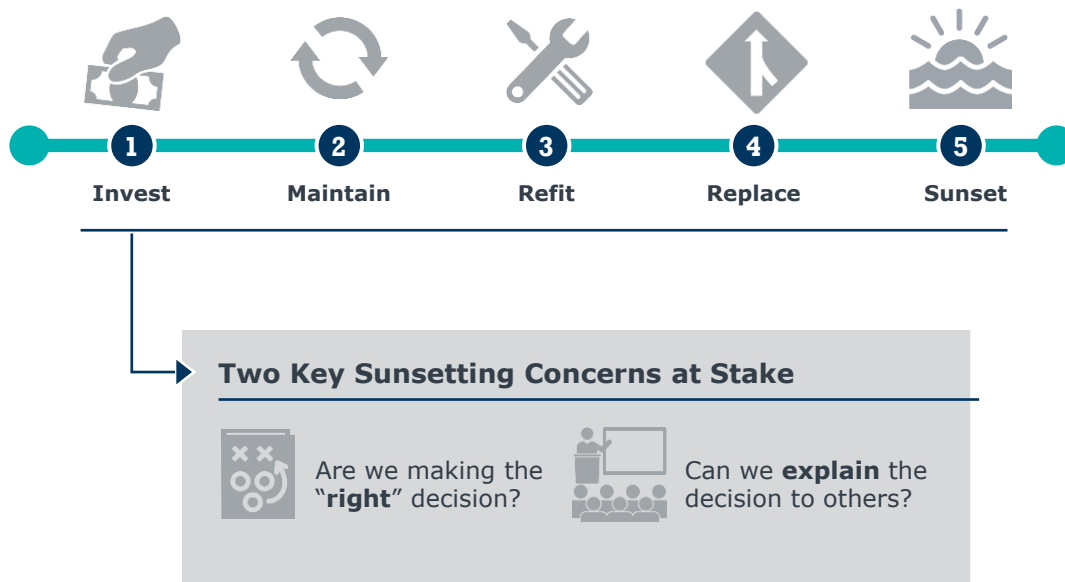 1
2
3
4
5
Invest
Maintain
Refit
Replace
Sunset
Two Key Sunsetting Concerns at Stake
Are we making the
“right” decision?
Can we explain the
decision to others?